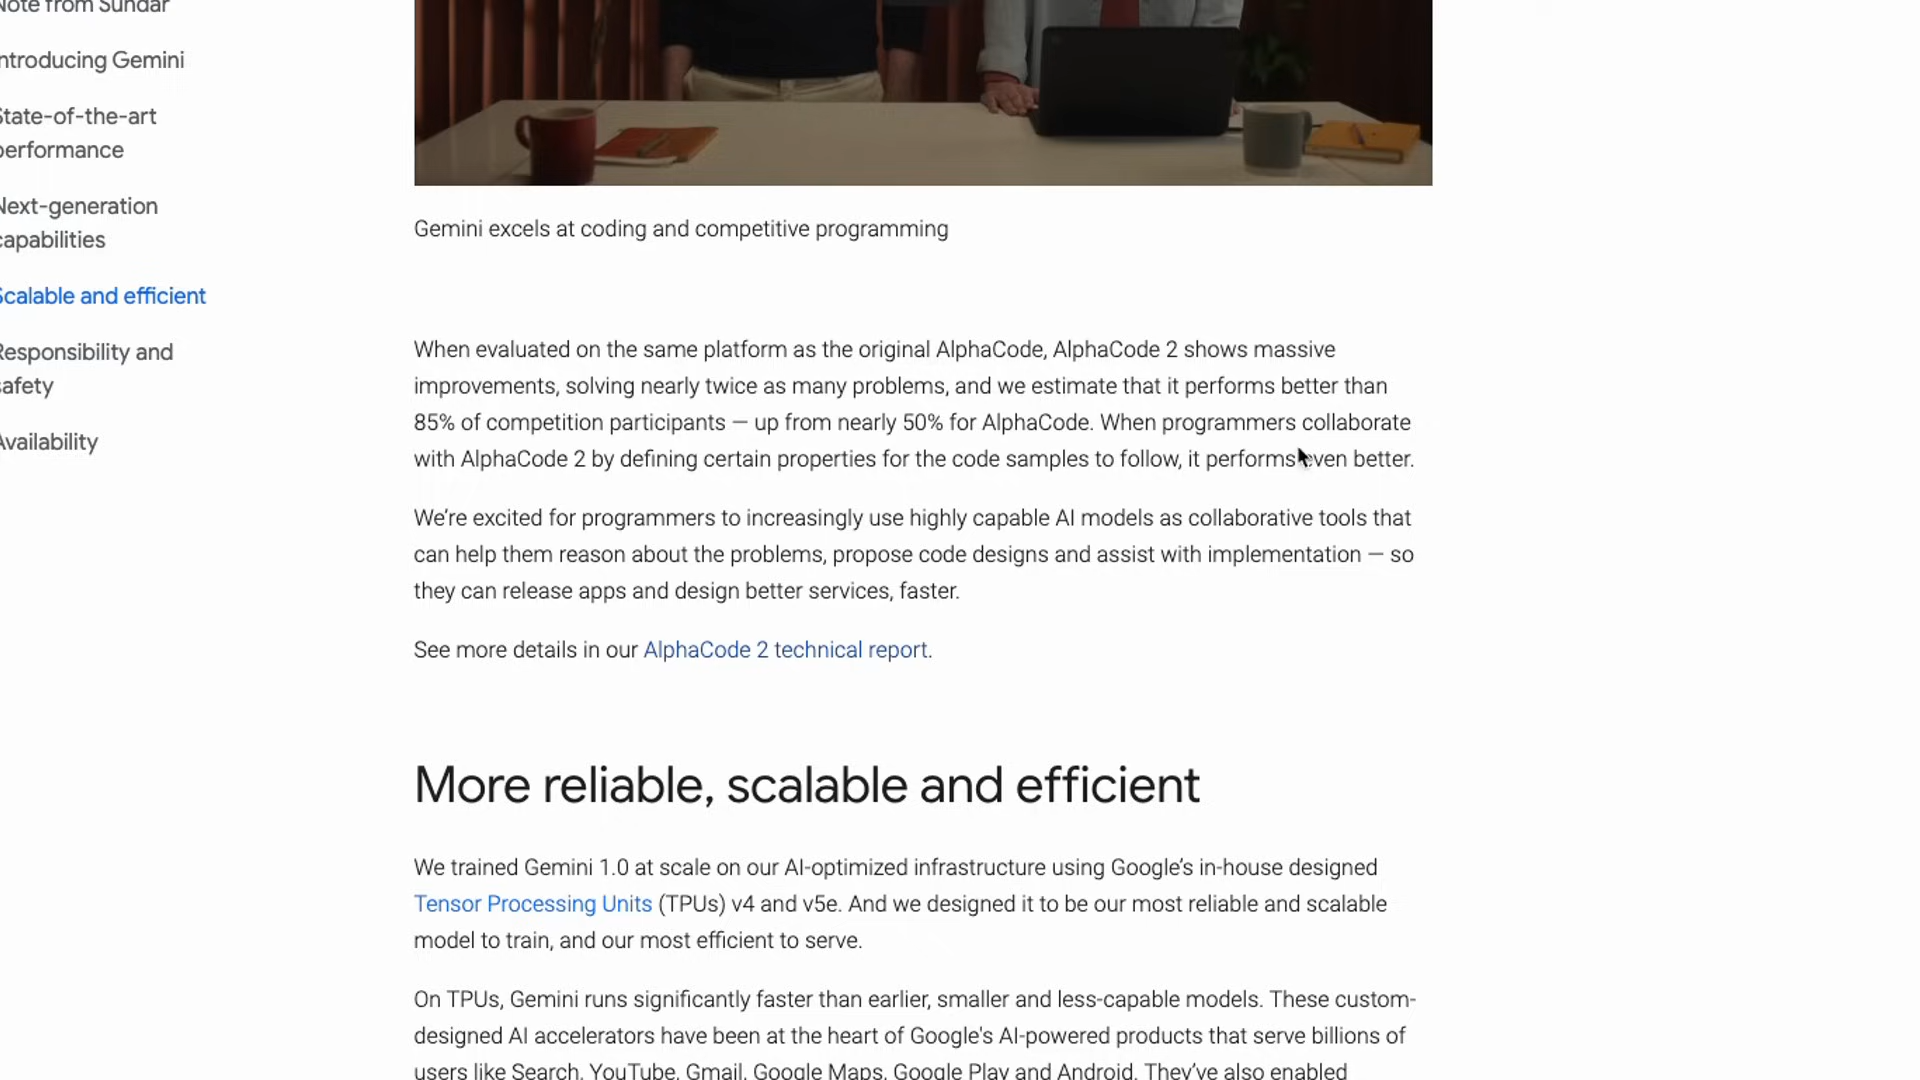 Note from Sundar
Introducing Gemini
State-of-the-art
performance
Next-generation
capabilities
Scalable and efficient
Responsibility and
safety
Availability
Gemini excels at coding and competitive programming
When evaluated on the same platform as the original AlphaCode, AlphaCode 2 shows massive
improvements, solving nearly twice as many problems, and we estimate that it performs better than
85% of competition participants — up from nearly 50% for AlphaCode. When programmers collaborate
with AlphaCode 2 by defining certain properties for the code samples to follow, it performs even better.
We’re excited for programmers to increasingly use highly capable AI models as collaborative tools that
can help them reason about the problems, propose code designs and assist with implementation — so
they can release apps and design better services, faster.
See more details in our AlphaCode 2 technical report.
More reliable, scalable and efficient
We trained Gemini 1.0 at scale on our AI-optimized infrastructure using Google’s in-house designed
Tensor Processing Units (TPUs) v4 and v5e. And we designed it to be our most reliable and scalable
model to train, and our most efficient to serve.
On TPUs, Gemini runs significantly faster than earlier, smaller and less-capable models. These custom-
designed AI accelerators have been at the heart of Google's AI-powered products that serve billions of
users like Search, YouTube, Gmail, Google Maps, Google Play and Android. They’ve also enabled